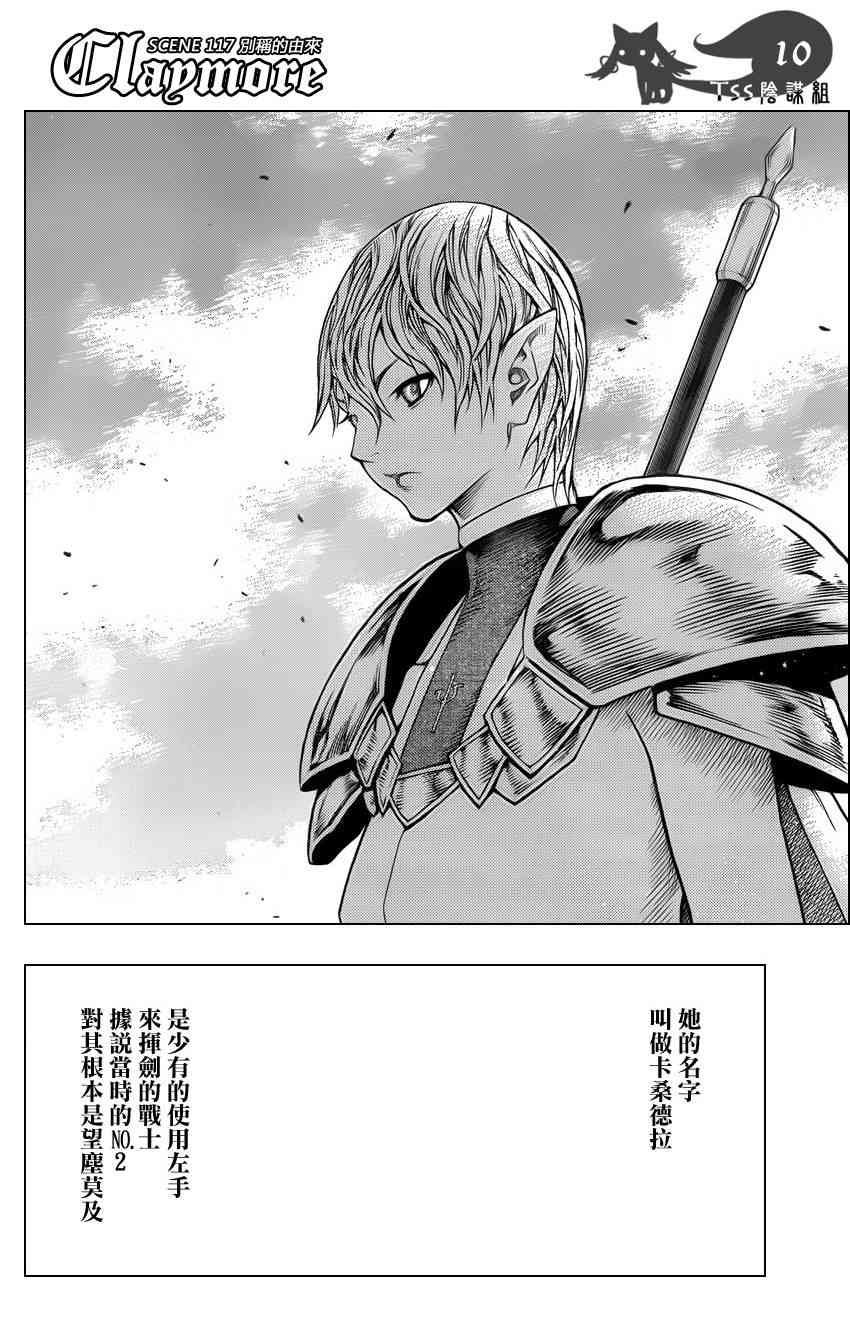 SCENE 117 別稱的由來
Claymore
10
TSS陰謀組
她的名字
叫做卡桑德拉
是少有的使用左手
來揮劍的戰士
據説當時的NO.2
對其根本是望塵莫及